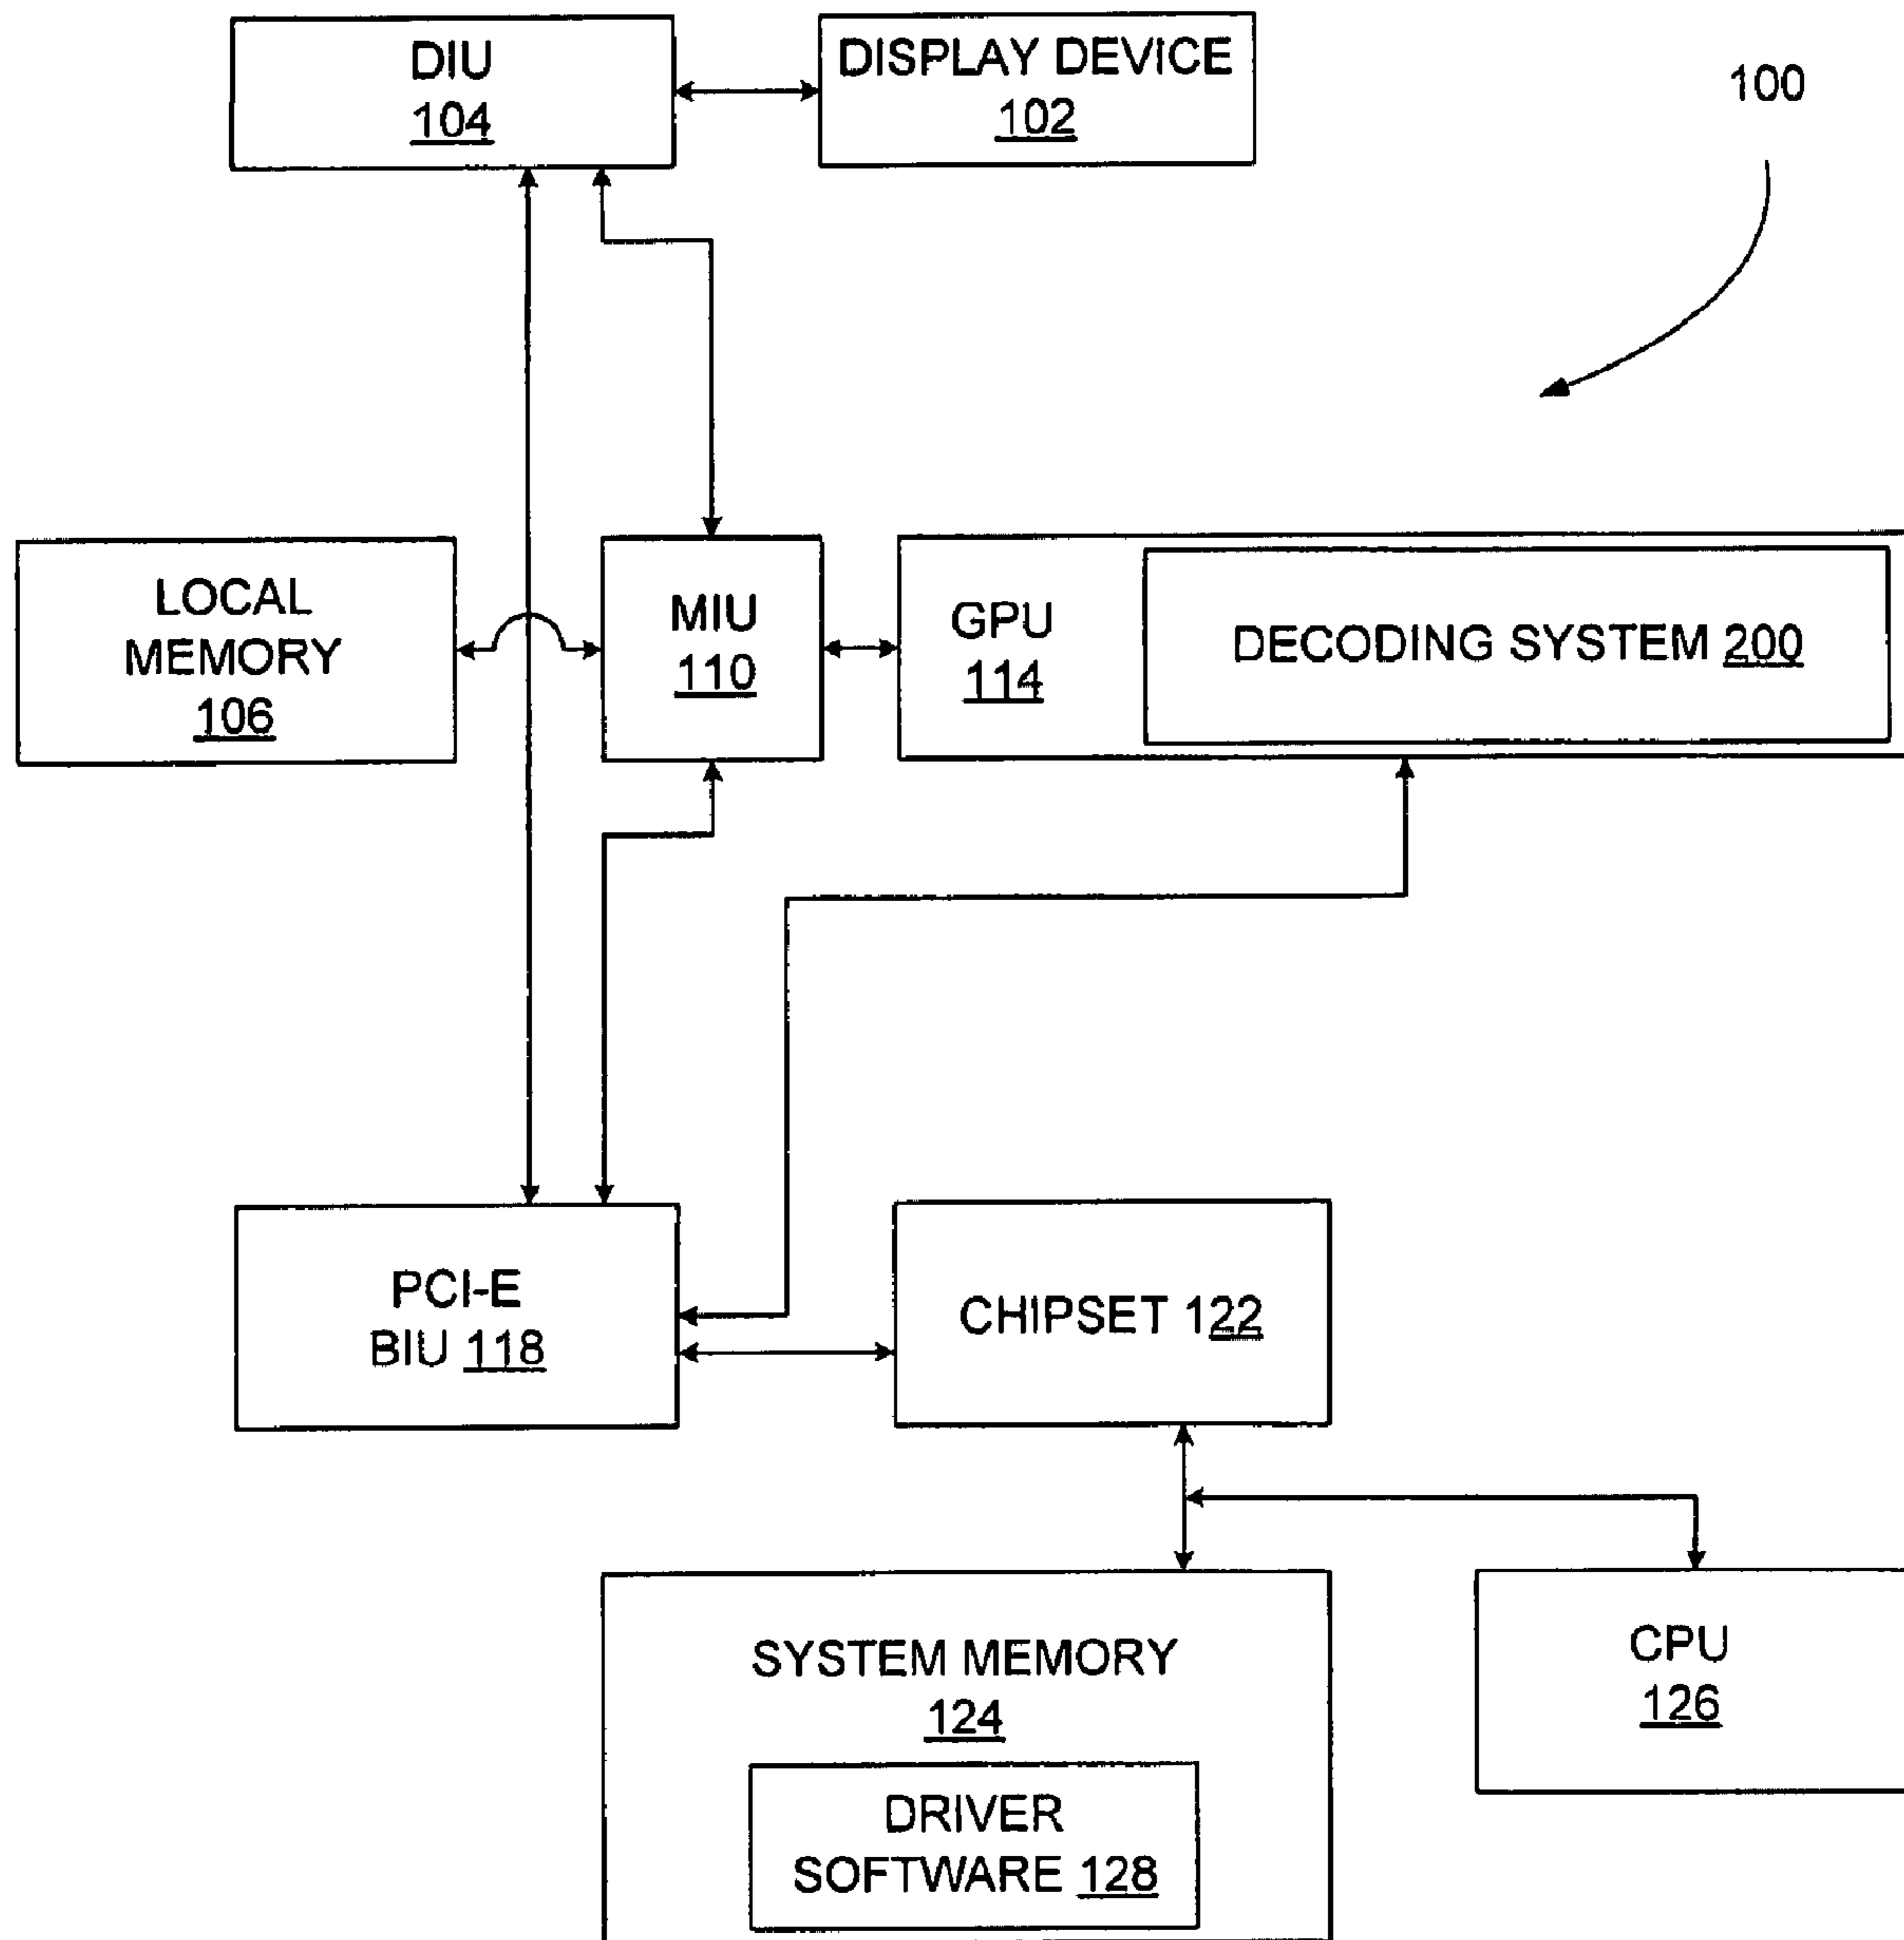 DIU
104
DISPLAY DEVICE
102
100
LOCAL
MEMORY
106
MIU
110
GPU
114
DECODING SYSTEM 200
PCI-E
BIU 118
CHIPSET 122
SYSTEM MEMORY
124
DRIVER
SOFTWARE 128
CPU
126